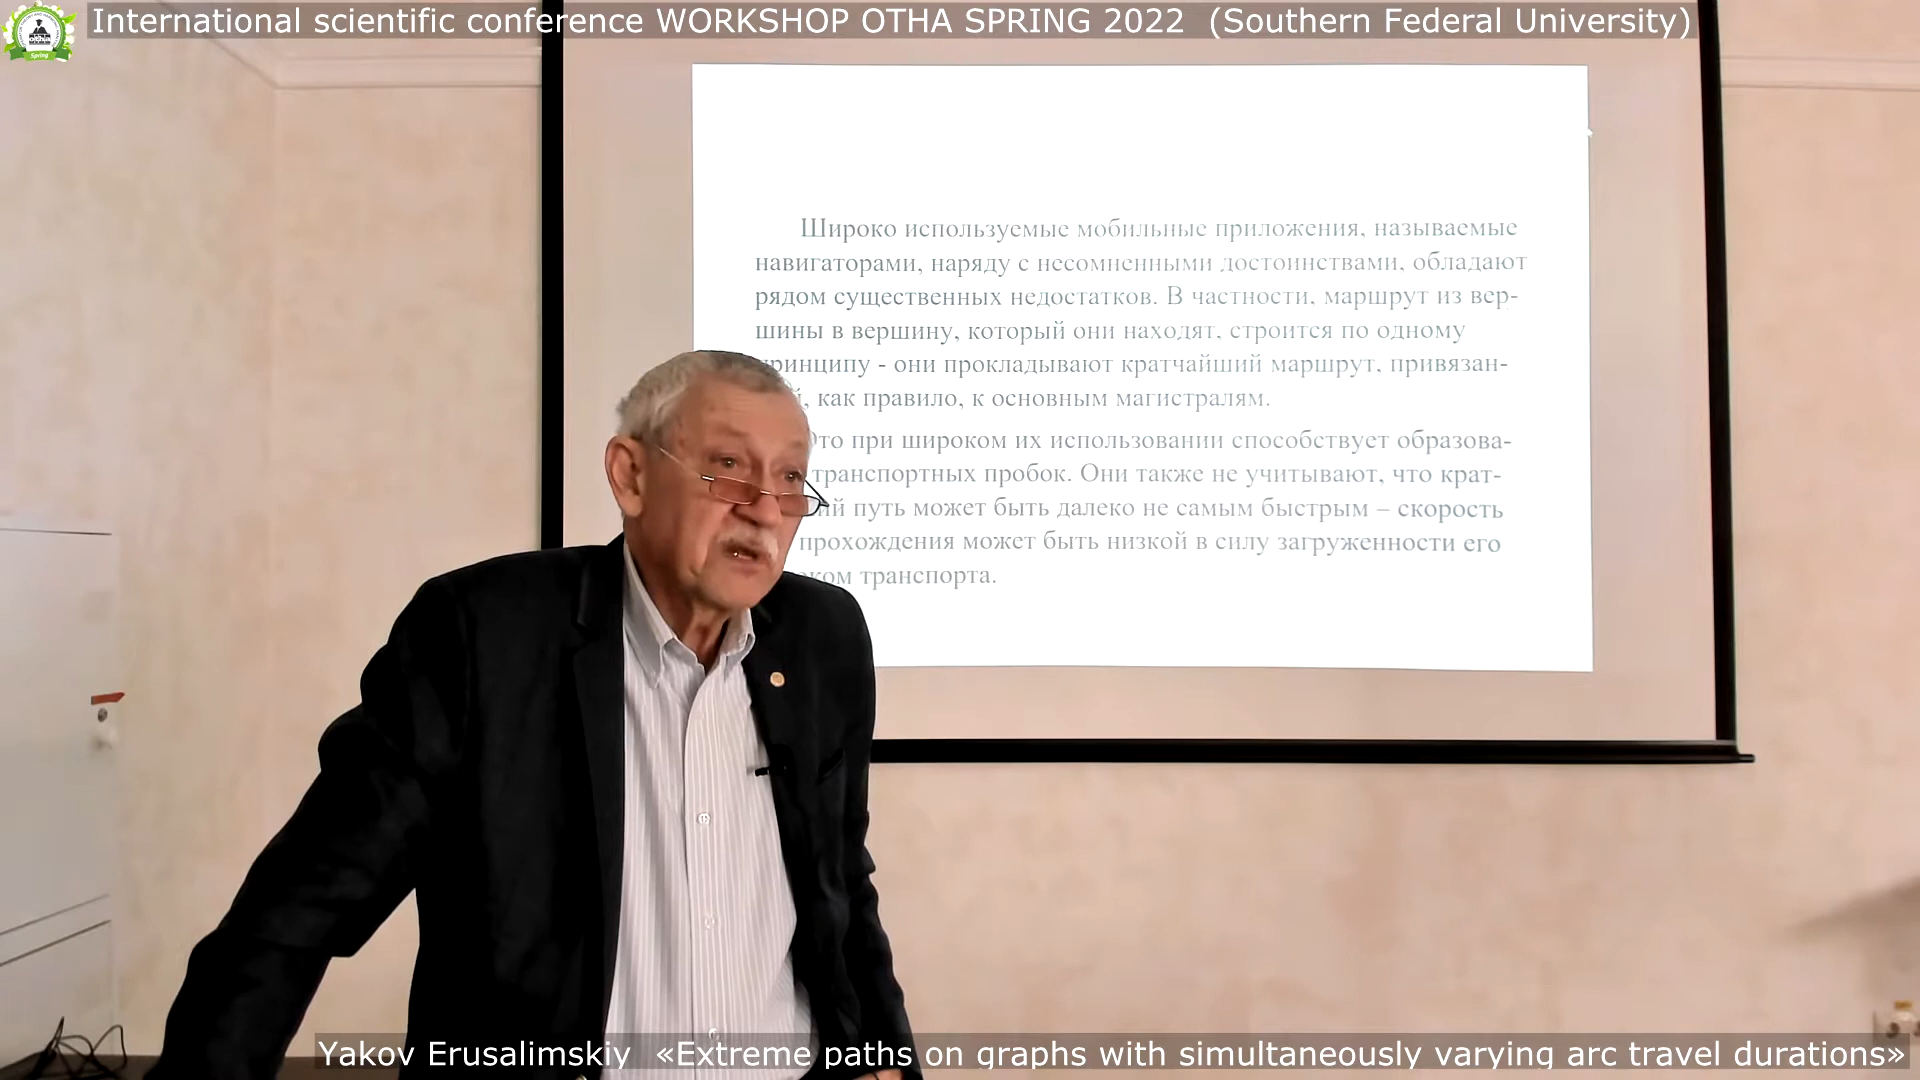 International scientific conference WORKSHOP OTHA SPRING 2022 (Southern Federal University)
Spring
Широко используемые мобильные приложения, называемые
навигаторами, наряду с несомненными достоинствами, обладают
рядом существенных недостатков. В частности, маршрут из вер-
шины в вершину, который они находят, строится по одному
принципу - они прокладывают кратчайший маршрут, привязан-
как правило, к основным магистралям.
Это при широком их использовании способствует образова-
транспортных пробок. Они также не учитывают, что крат-
путь может быть далеко не самым быстрым – скорость
прохождения может быть низкой в силу загруженности его
транспорта.
Yakov Erusalimskiy «Extreme paths on graphs with simultaneously varying arc travel durations»